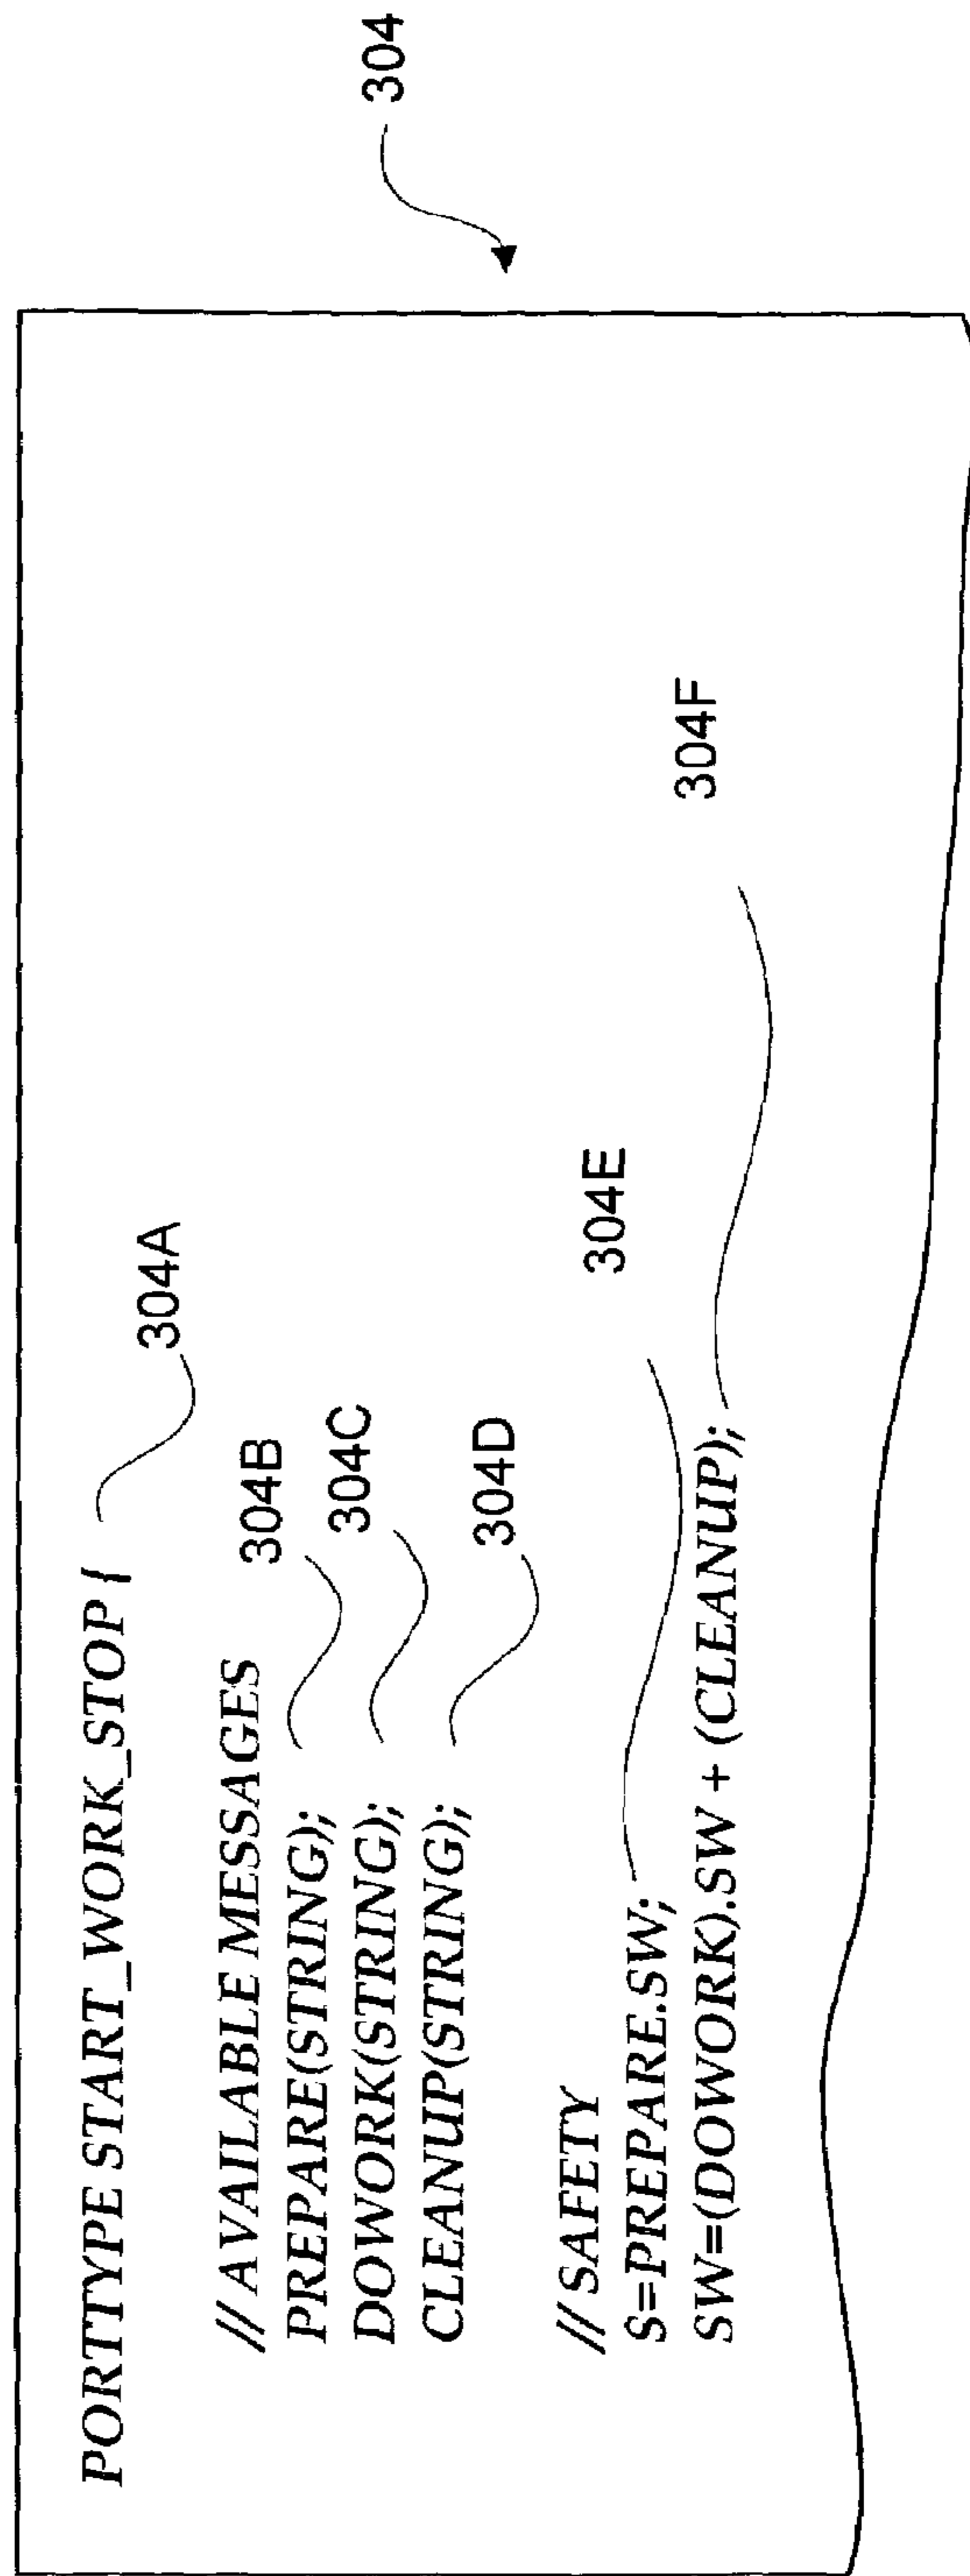 304
PORTTYPE START_WORK_STOP { 304A
// AVAILABLE MESSAGES
PREPARE(STRING); 304B
DOWORK(STRING); 304C
CLEANUP(STRING); 304D
// SAFETY
S=PREPARE.SW; 304E
SW=(DOWORK).SW + (CLEANUP); 304F